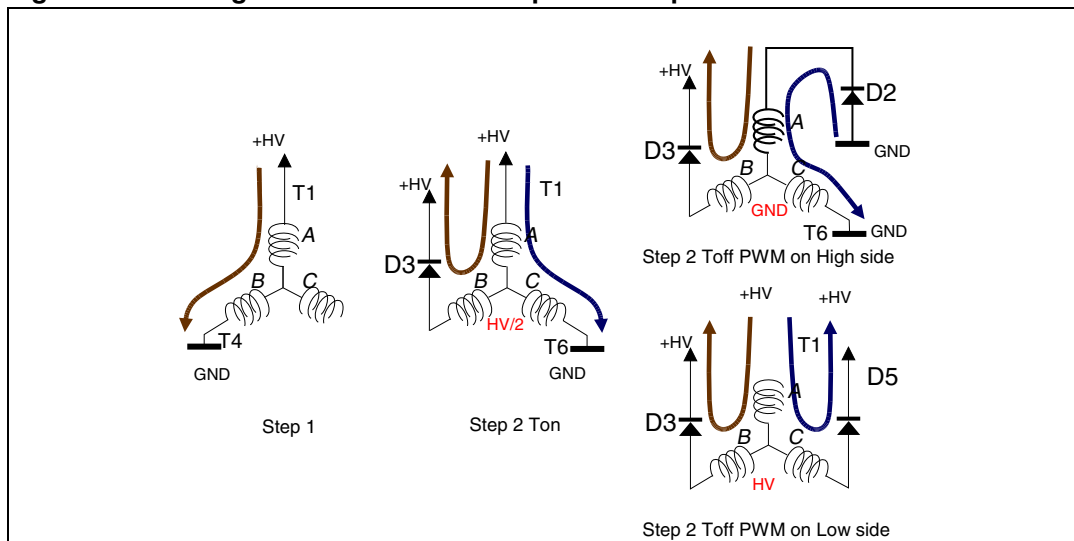 +HV
T1
A
B
C
T4
GND
Step 1
+HV
+HV
T1
D3
A
B
C
HV/2
T6
GND
Step 2 Ton
+HV
D2
A
GND
D3
B
C
GND
T6
GND
Step 2 Toff PWM on High side
+HV
+HV
+HV
T1
D5
A
D3
B
C
HV
Step 2 Toff PWM on Low side